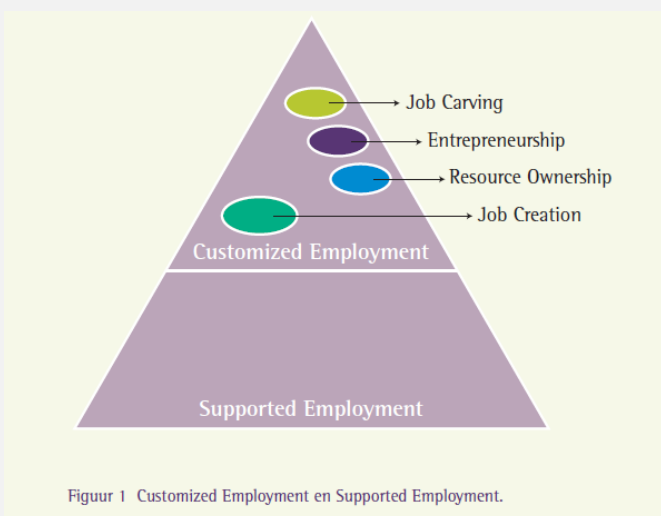 Job Carving
Entrepreneurship
Resource Ownership
Job Creation
Customized Employment
Supported Employment
Figuur 1 Customized Employment en Supported Employment.